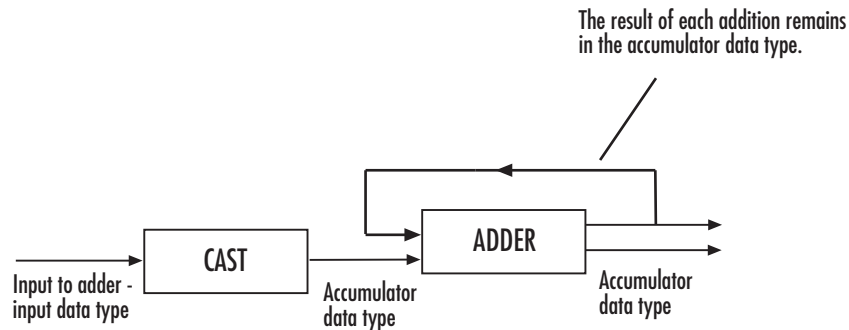 The result of each addition remains
in the accumulator data type.
CAST
ADDER
Input to adder -
input data type
Accumulator
data type
Accumulator
data type